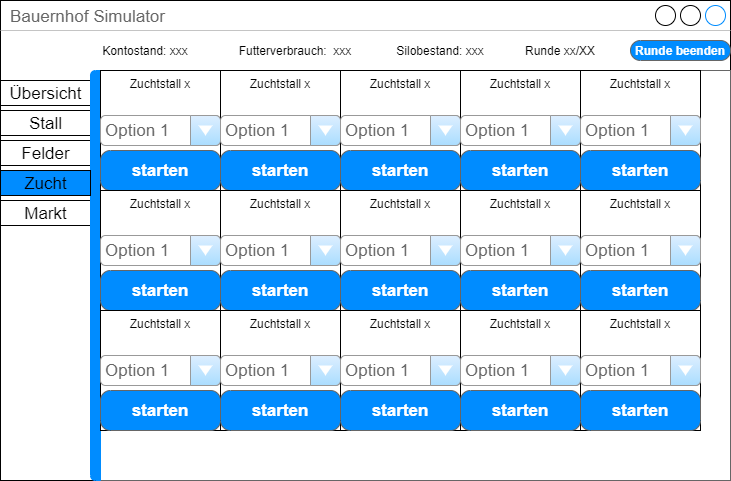 Bauernhof Simulator
Kontostand: xxx Futterverbrauch: xxx Silobestand: xxx Runde xx/XX Runde beenden
Übersicht
Stall
Felder
Zucht
Markt
Zuchtstall x Zuchtstall x Zuchtstall x Zuchtstall x Zuchtstall x
Option 1 Option 1 Option 1 Option 1 Option 1
starten starten starten starten starten
Zuchtstall x Zuchtstall x Zuchtstall x Zuchtstall x Zuchtstall x
Option 1 Option 1 Option 1 Option 1 Option 1
starten starten starten starten starten
Zuchtstall x Zuchtstall x Zuchtstall x Zuchtstall x Zuchtstall x
Option 1 Option 1 Option 1 Option 1 Option 1
starten starten starten starten starten